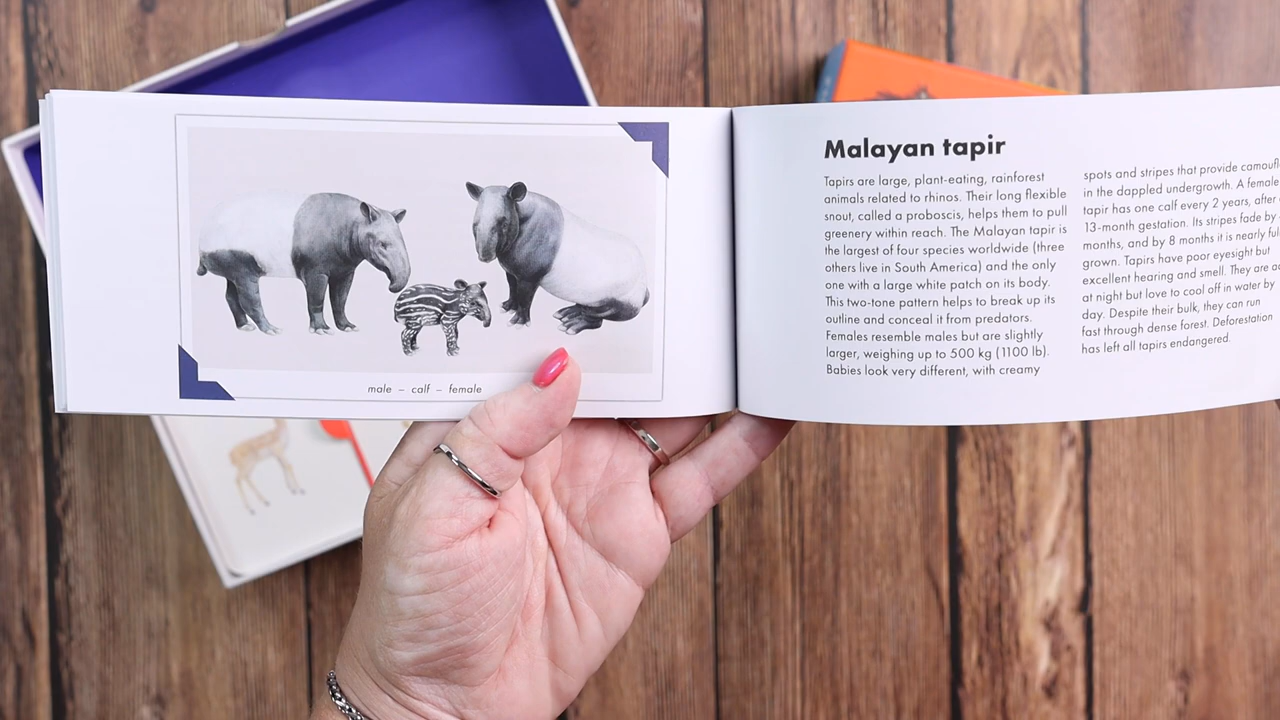 male – calf – female
Malayan tapir
Tapirs are large, plant-eating, rainforest
animals related to rhinos. Their long flexible
snout, called a proboscis, helps them to pull
greenery within reach. The Malayan tapir is
the largest of four species worldwide (three
others live in South America) and the only
one with a large white patch on its body.
This two-tone pattern helps to break up its
outline and conceal it from predators.
Females resemble males but are slightly
larger, weighing up to 500 kg (1100 lb).
Babies look very different, with creamy
spots and stripes that provide
in the dappled undergrowth. A female
tapir has one calf every 2 years, after
13-month gestation. Its stripes fade by
months, and by 8 months it is nearly
grown. Tapirs have poor eyesight but
excellent hearing and smell. They are
at night but love to cool off in water by
day. Despite their bulk, they can run
fast through dense forest. Deforestation
has left all tapirs endangered.